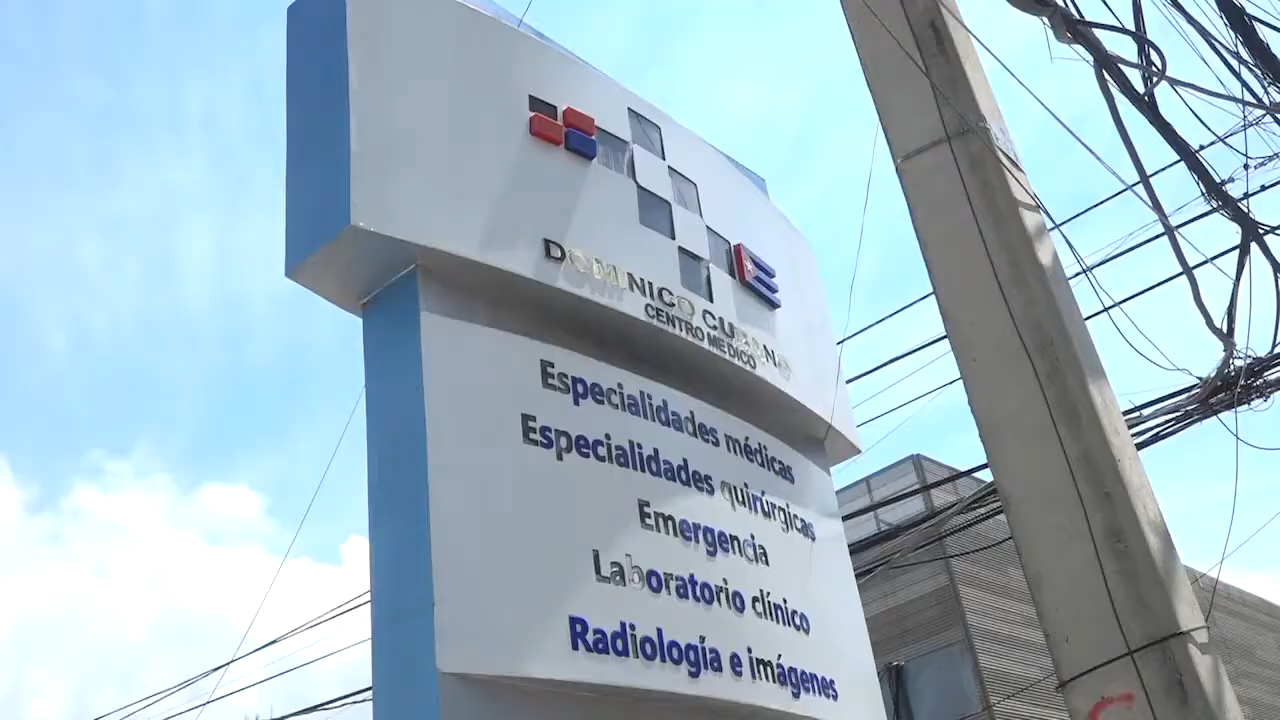 DOMINICO CUBANO
CENTRO MEDICO
Especialidades médicas
Especialidades quirúrgicas
Emergencia
Laboratorio clínico
Radiología e imágenes